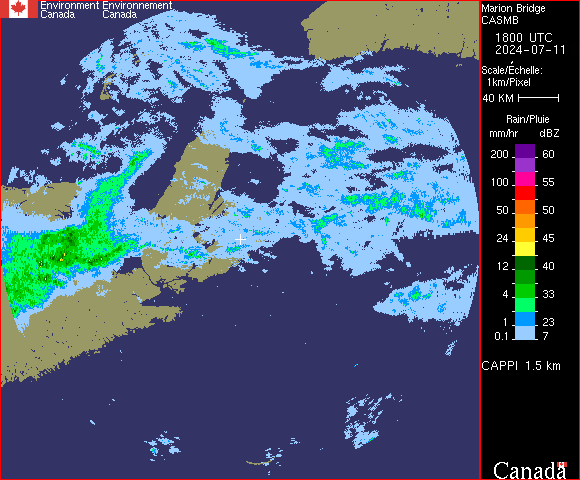 Environment Environnement
Canada Canada
Marion Bridge
CASMB
1800 UTC
2024-07-11
Scale/Echelle:
1km/Pixel
40 KM
Rain/Pluie
mm/hr dBZ
200 60
100 55
50 50
24 45
12 40
4 33
1 23
0.1 7
CAPPI 1.5 km
Canada